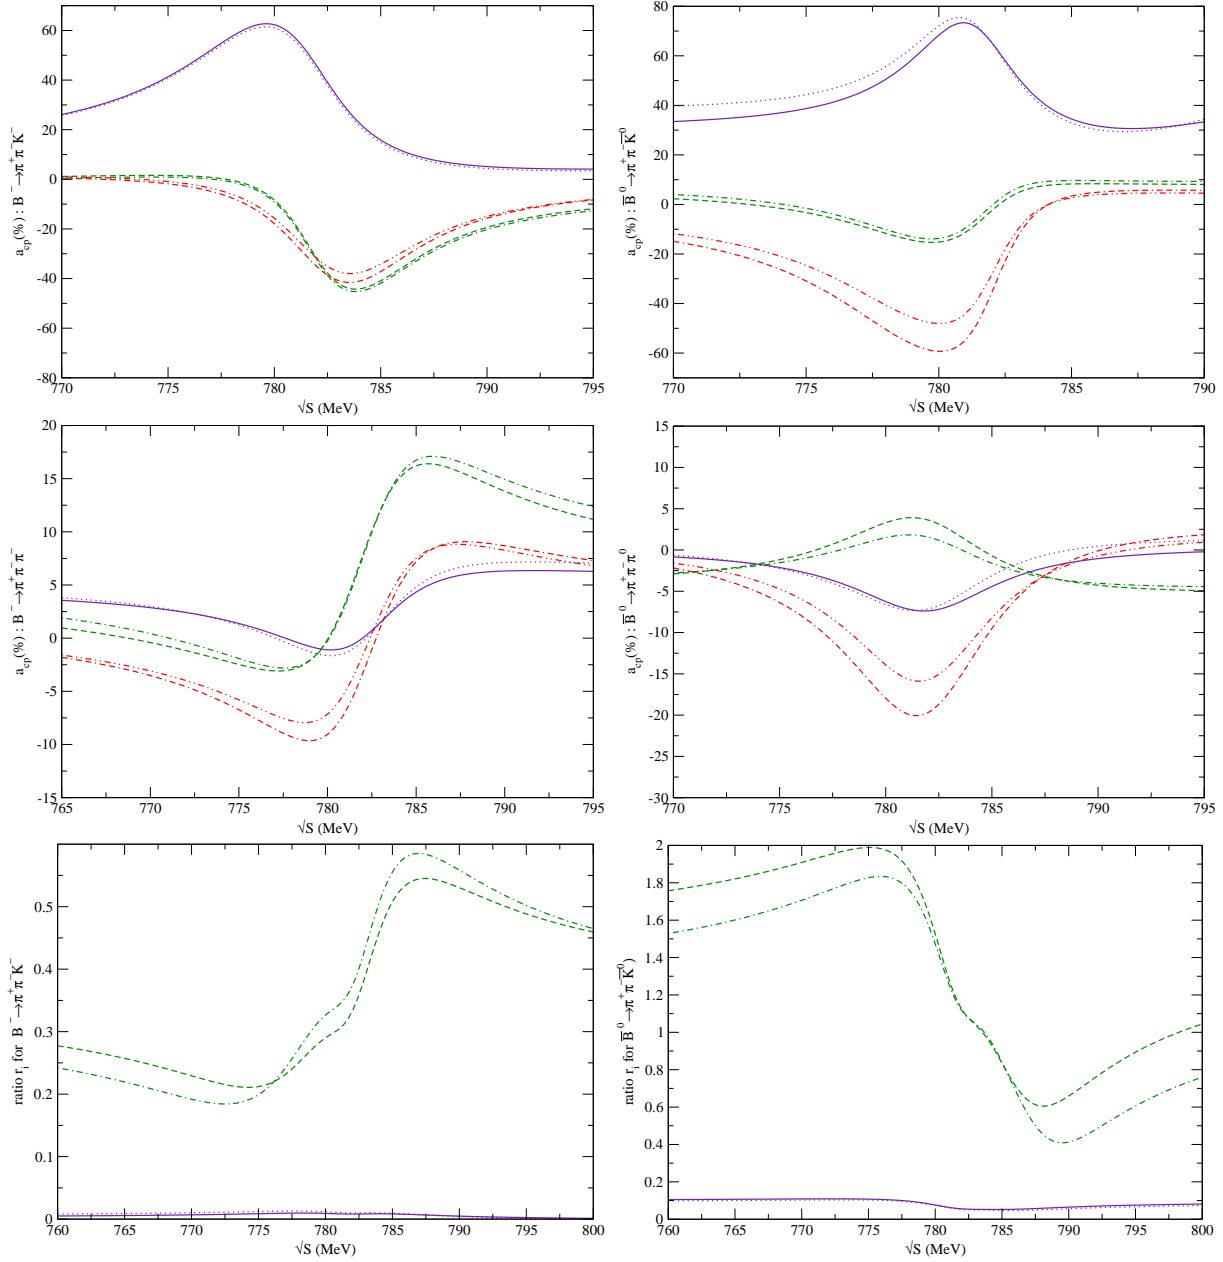 60
40
20
0
-20
-40
-60
-80
770 775 780 785 790 795
√S (MeV)
a_cp(%) : B⁻→π⁺π⁻K⁻
80
60
40
20
0
-20
-40
-60
770 775 780 785 790
√S (MeV)
a_cp(%) : B̅⁰→π⁺π⁻K̅⁰
20
15
10
5
0
-5
-10
-15
765 770 775 780 785 790 795
√S (MeV)
a_cp(%) : B⁻→π⁺π⁻π⁻
15
10
5
0
-5
-10
-15
-20
-25
-30
770 775 780 785 790 795
√S (MeV)
a_cp(%) : B̅⁰→π⁺π⁻π⁰
0.5
0.4
0.3
0.2
0.1
0
760 765 770 775 780 785 790 795 800
√S (MeV)
ratio r_i for B⁻→π⁺π⁻K⁻
2
1.8
1.6
1.4
1.2
1
0.8
0.6
0.4
0.2
0
760 765 770 775 780 785 790 795 800
√S (MeV)
ratio r_i for B̅⁰→π⁺π⁻K̅⁰)